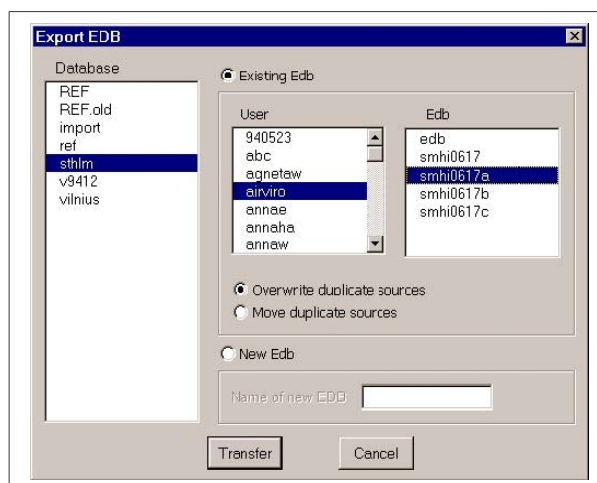 Export EDB
Database
REF
REF.old
import
ref
sthlm
v9412
vilnius
Existing Edb
User
940523
abc
agnetaw
airviro
annae
annaha
annaw
Edb
edb
smhi0617
smhi0617a
smhi0617b
smhi0617c
Overwrite duplicate sources
Move duplicate sources
New Edb
Name of new EDB
Transfer
Cancel